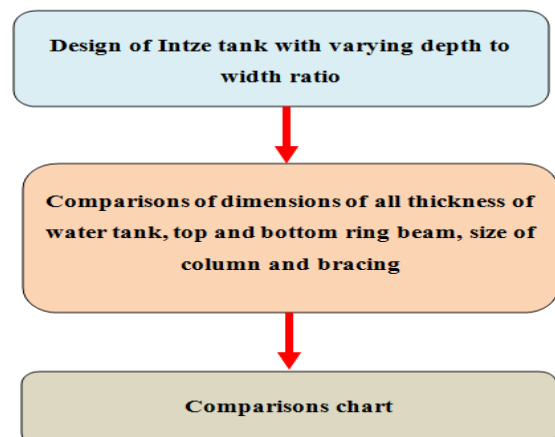 Design of Intze tank with varying depth to
width ratio
Comparisons of dimensions of all thickness of
water tank, top and bottom ring beam, size of
column and bracing
Comparisons chart